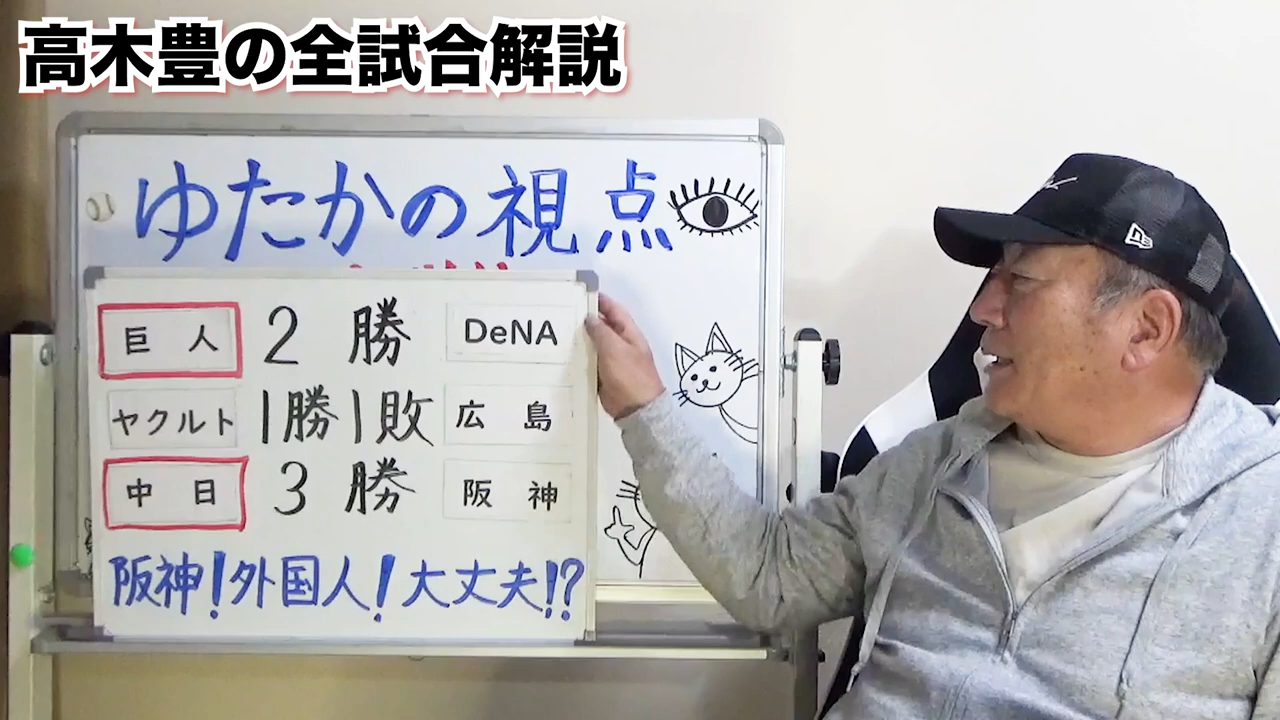 高木豊の全試合解説
ゆたかの視点
巨人 2勝 DeNA
ヤクルト 1勝1敗 広島
中日 3勝 阪神
阪神!外国人!大丈夫!?